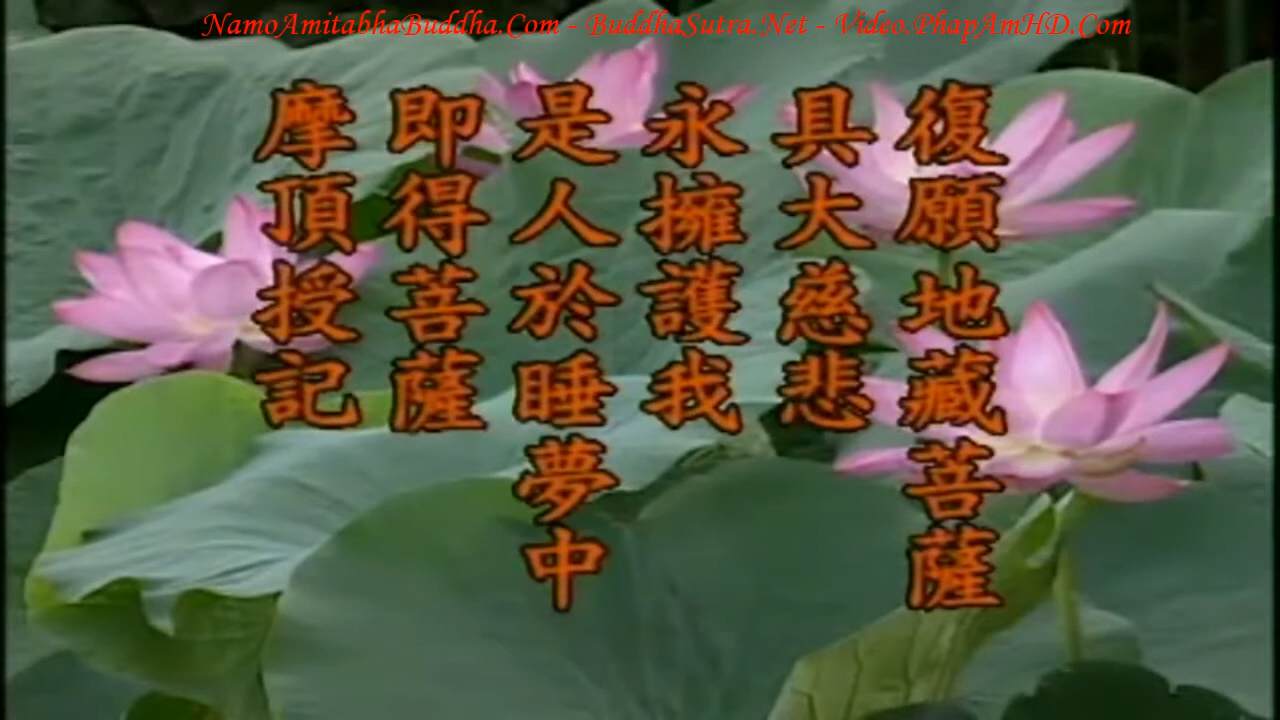 NamoAmitabhaBuddha.Com - BuddhaSutra.Net - Video.PhapAmHD.Com
復願地藏菩薩
具大慈悲
永擁護我
是人於睡夢中
即得菩薩
摩頂授記